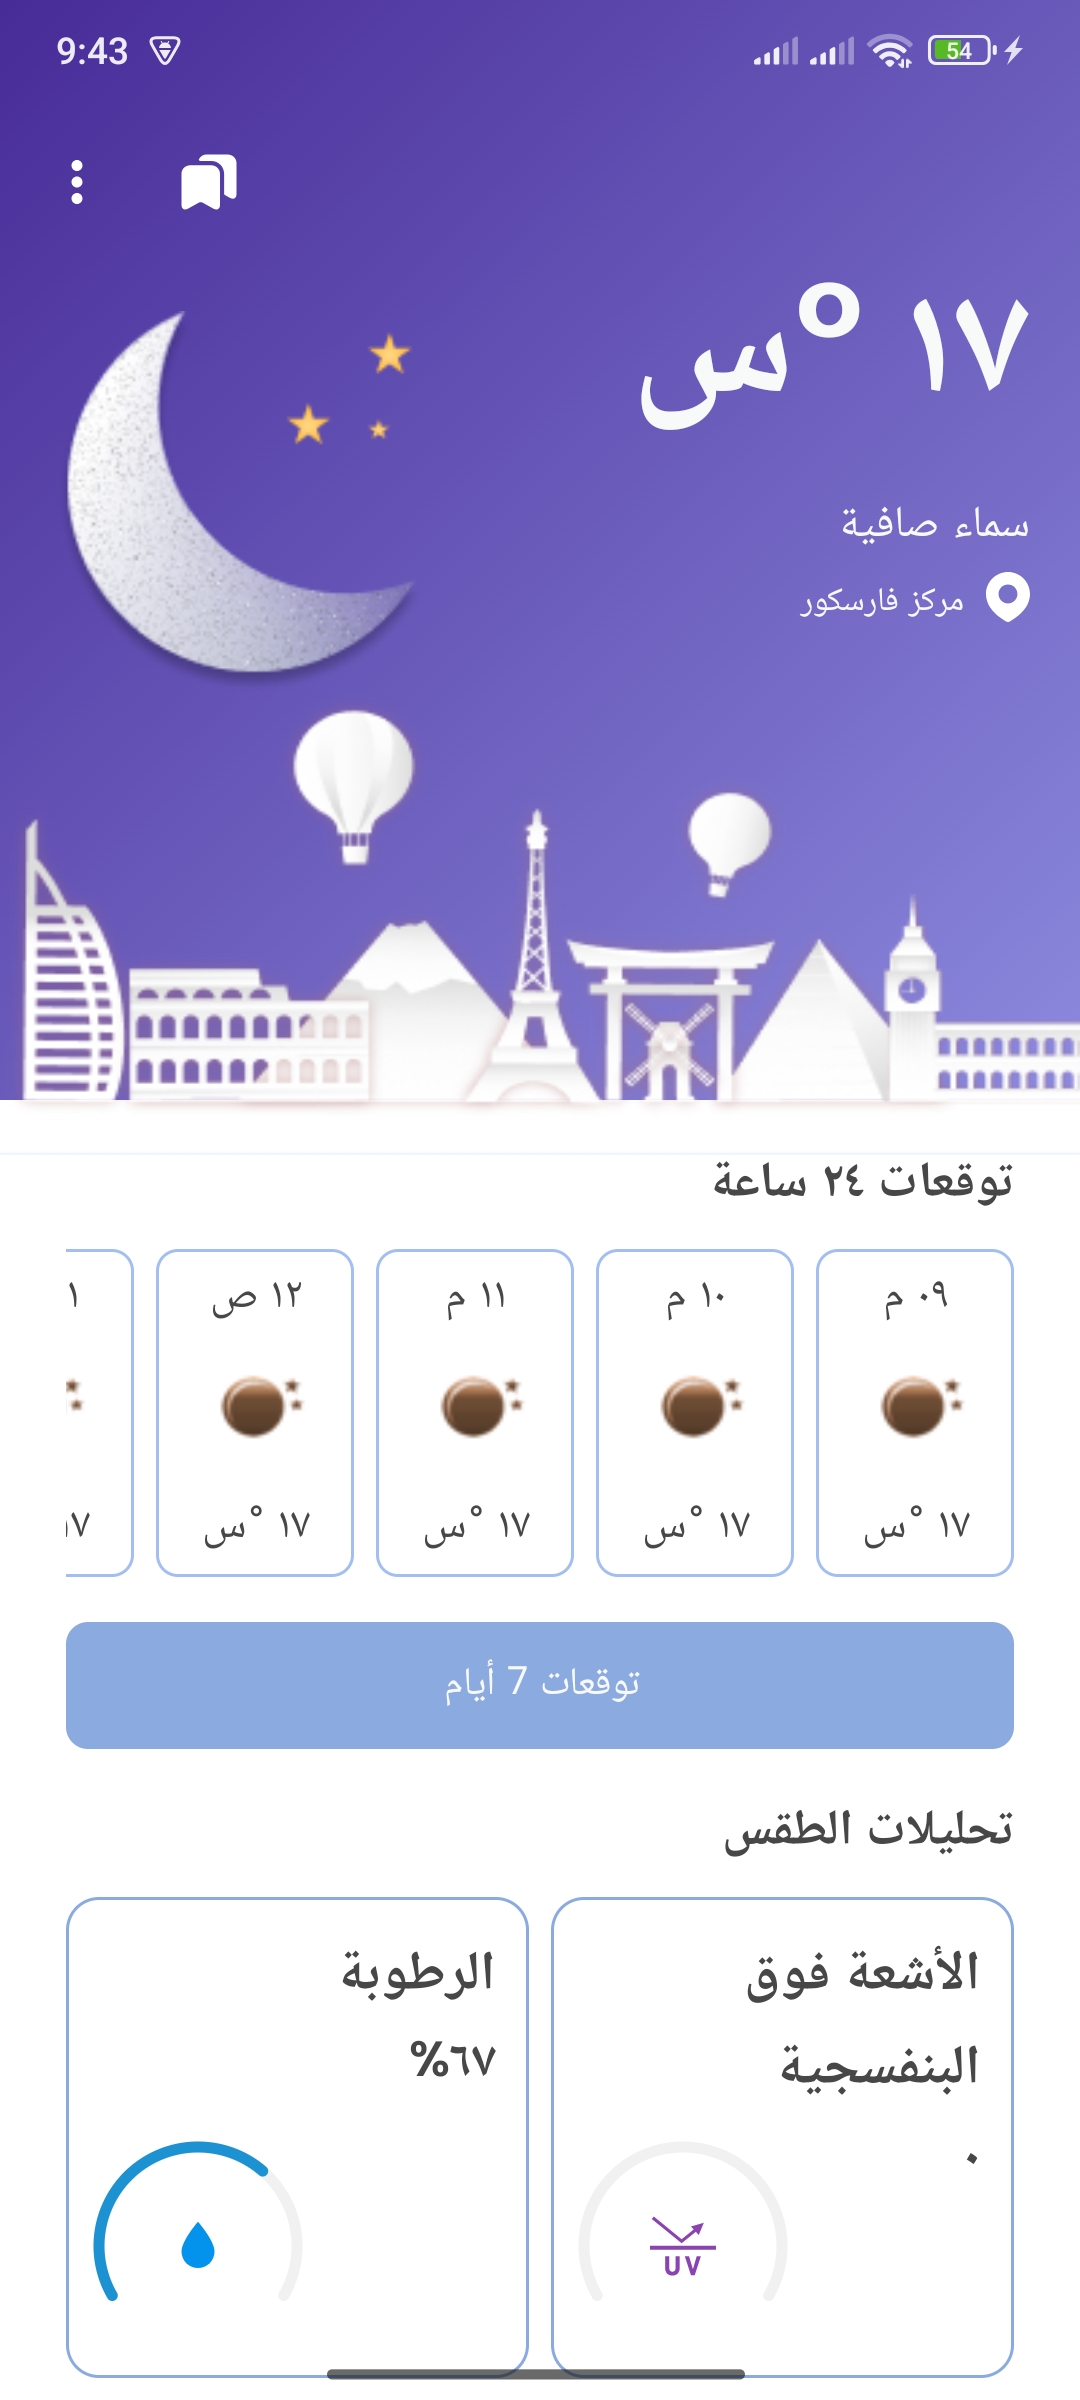 9:43
54
١٧ °س
سماء صافية
مركز فارسكور
توقعات ٢٤ ساعة
٠٩ م
١٠ م
١١ م
١٢ ص
١
١٧ °س
١٧ °س
١٧ °س
١٧ °س
١٧
توقعات 7 أيام
تحليلات الطقس
الأشعة فوق
البنفسجية
٠
UV
الرطوبة
٦٧%